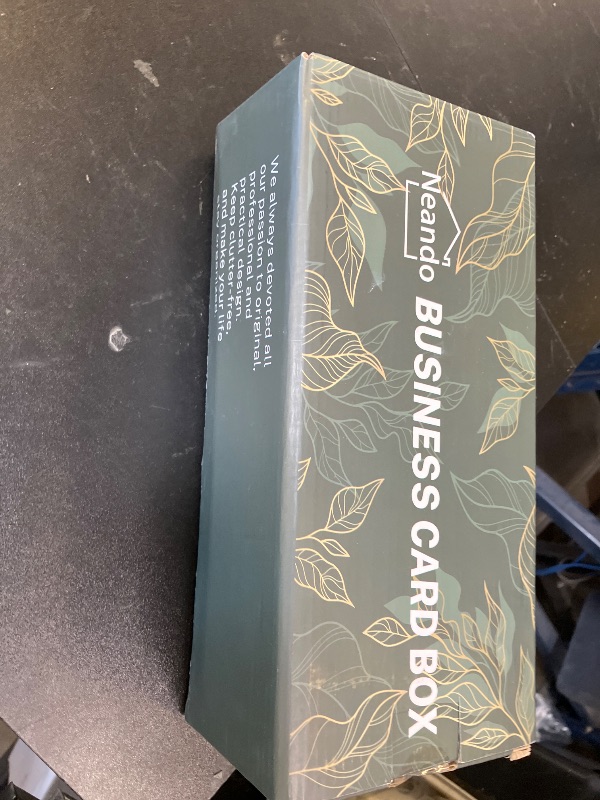 Neando
BUSINESS CARD BOX
We always devoted all
our passion to original,
professional and
practical design.
Keep clutter-free,
and make your life